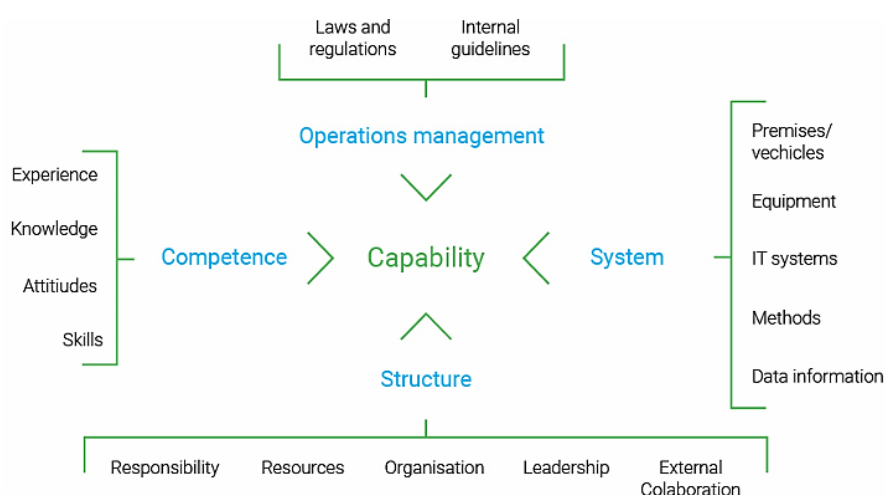 Laws and
regulations
Internal
guidelines
Operations management
Experience
Knowledge
Attitiudes
Skills
Competence
Capability
System
Premises/
vechicles
Equipment
IT systems
Methods
Data information
Structure
Responsibility
Resources
Organisation
Leadership
External
Colaboration